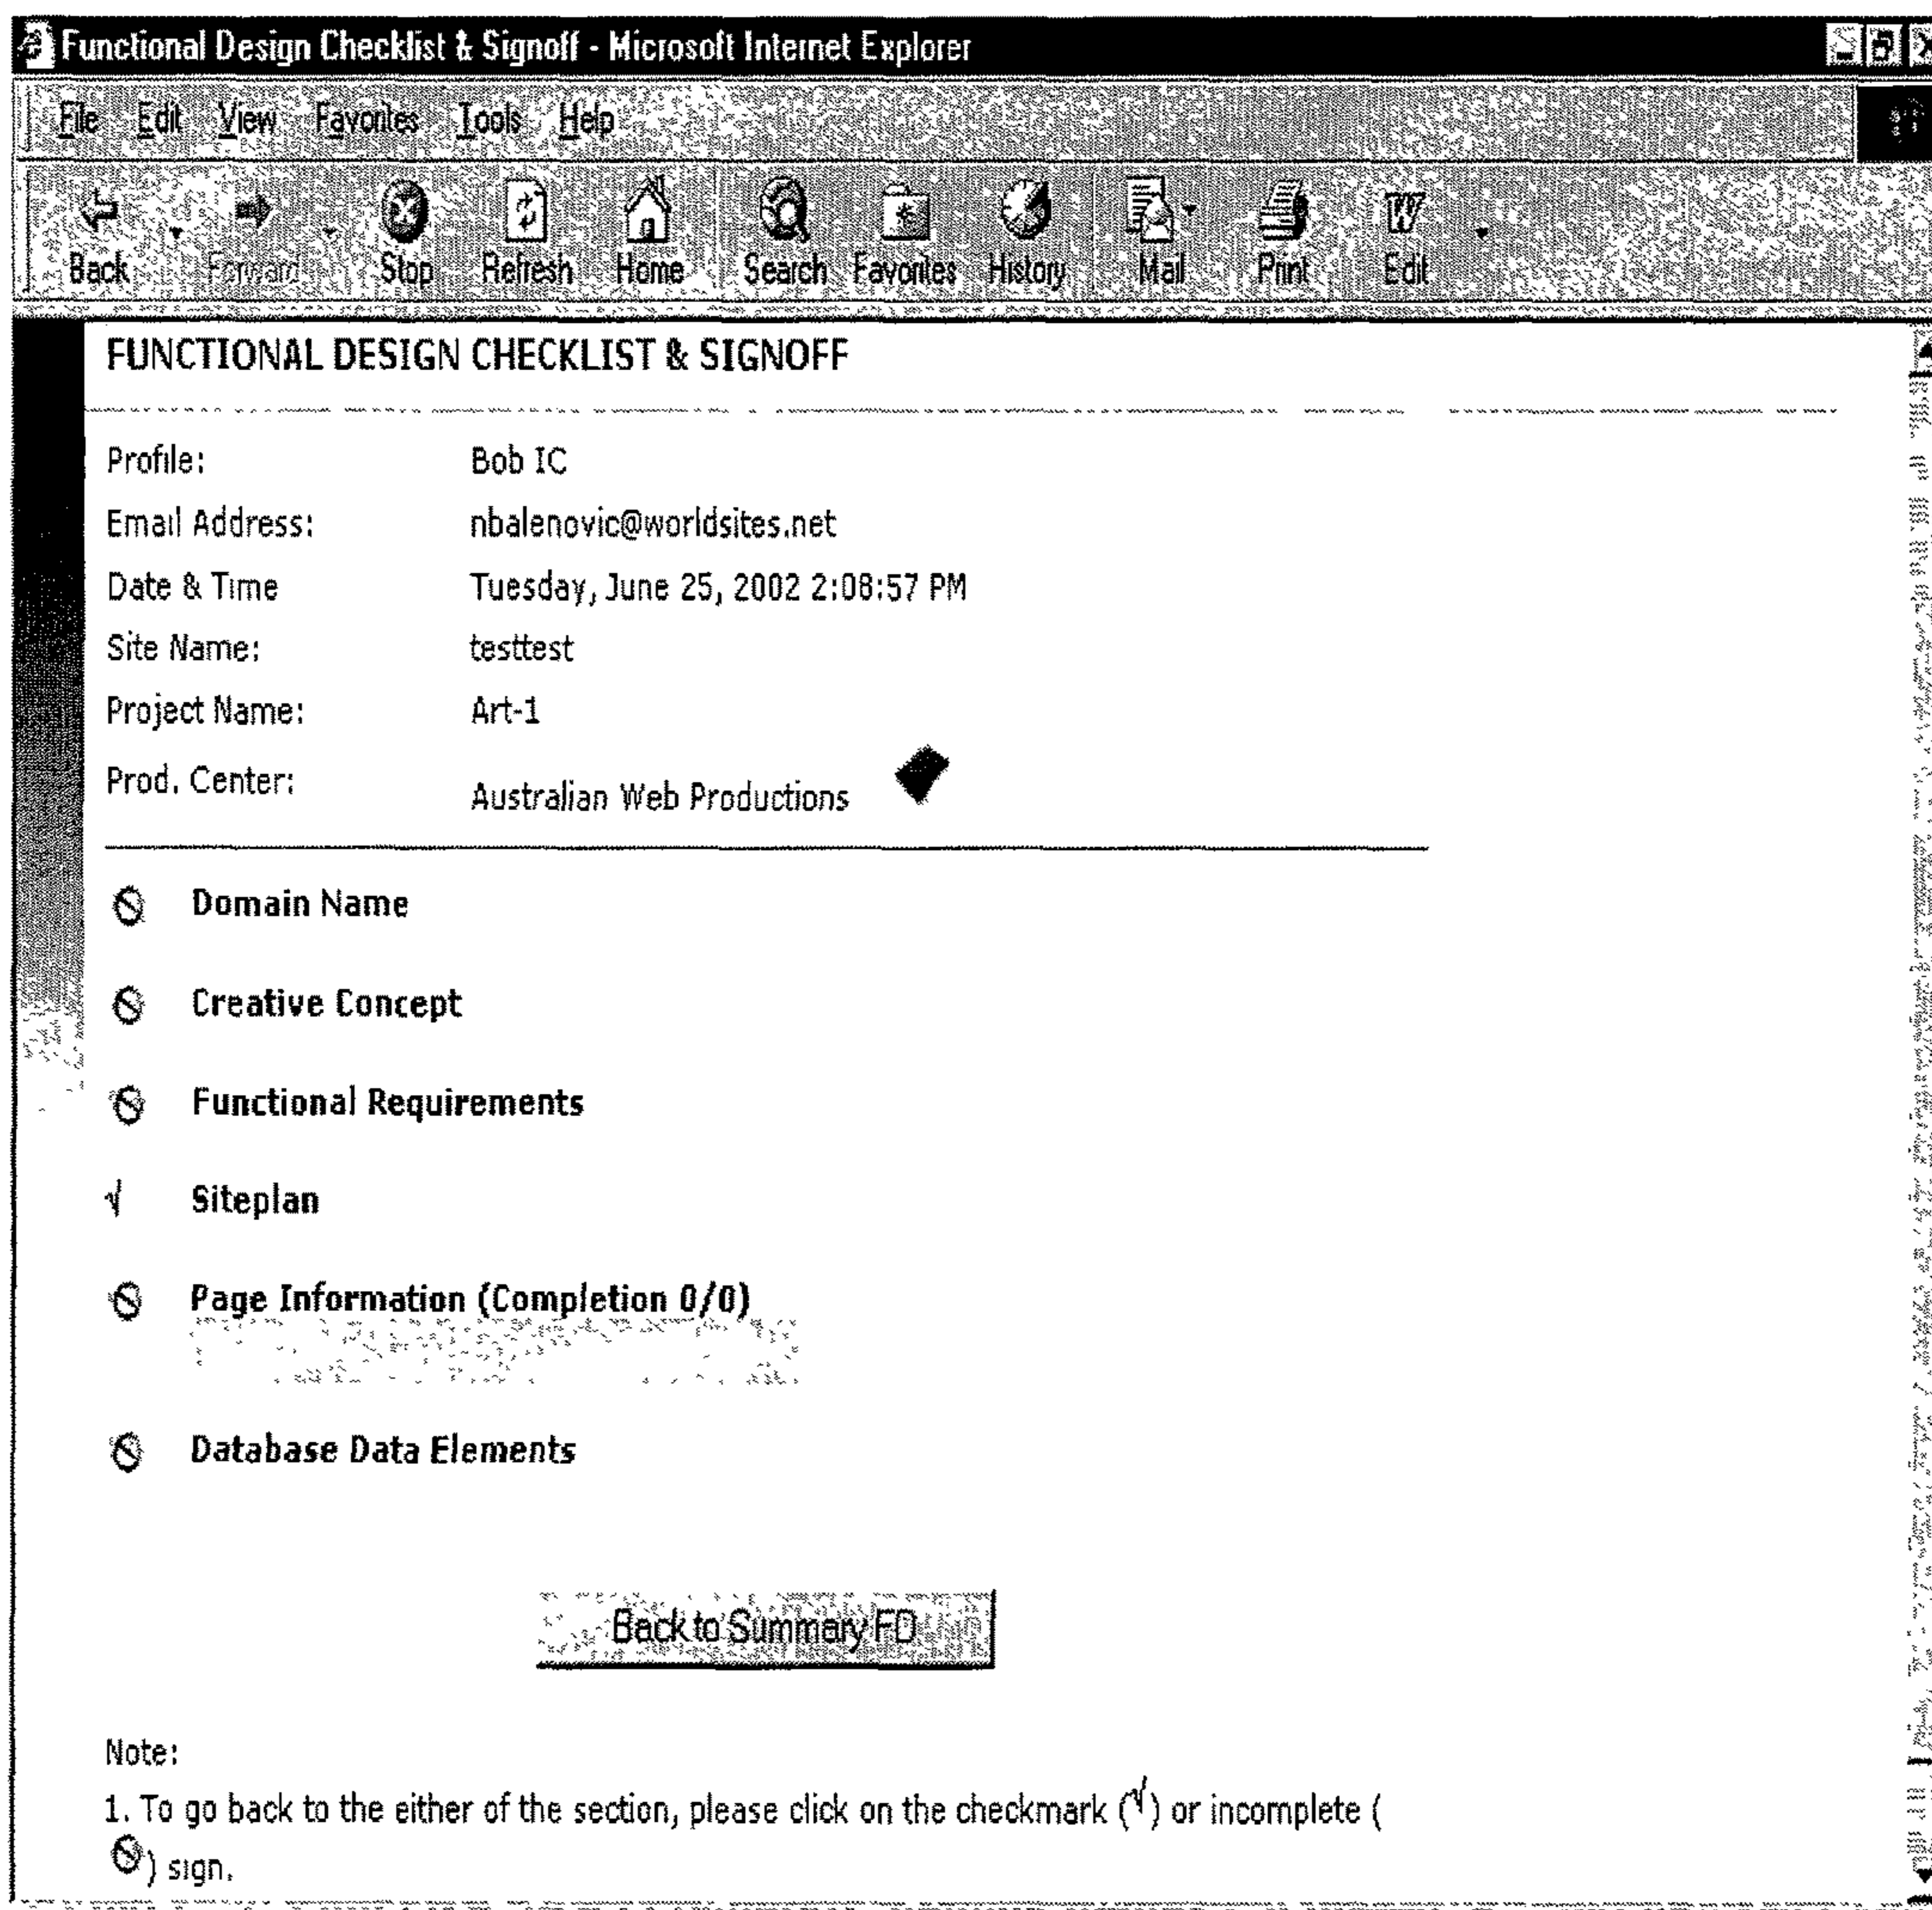 Functional Design Checklist & Signoff - Microsoft Internet Explorer
File Edit View Favorites Tools Help
Back Forward Stop Refresh Home Search Favorites History Mail Print Edit
FUNCTIONAL DESIGN CHECKLIST & SIGNOFF
Profile: Bob IC
Email Address: nbalenovic@worldsites.net
Date & Time Tuesday, June 25, 2002 2:08:57 PM
Site Name: testtest
Project Name: Art-1
Prod. Center: Australian Web Productions
Domain Name
Creative Concept
Functional Requirements
√ Siteplan
Page Information (Completion 0/0)
Database Data Elements
Back to Summary FD
Note:
1. To go back to the either of the section, please click on the checkmark (√) or incomplete (
) sign.